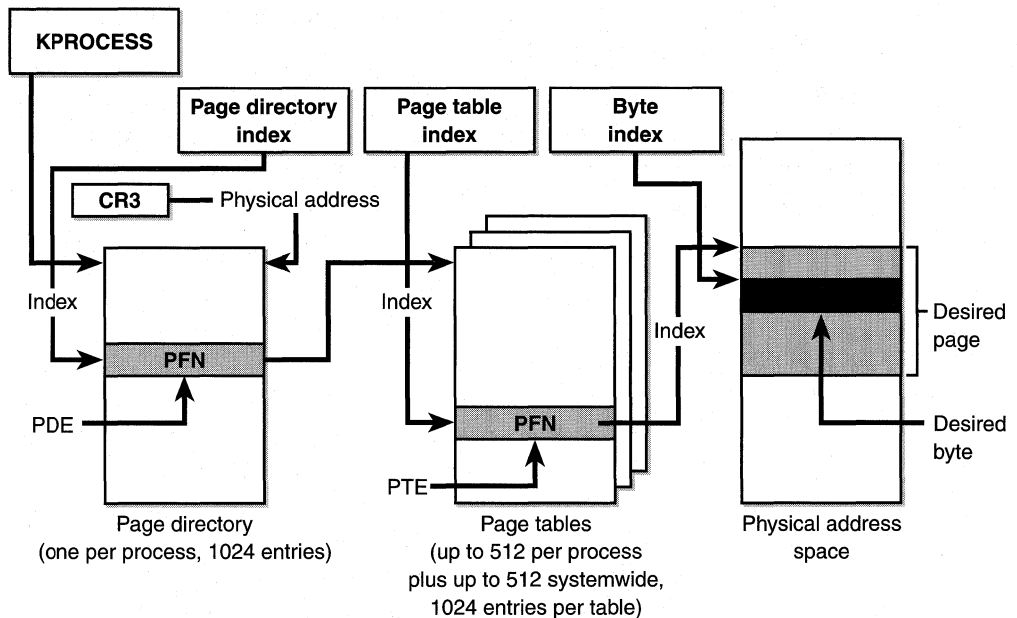 KPROCESS
Page directory
index
Page table
index
Byte
index
CR3
Physical address
Index
Index
Index
PFN
PDE
PFN
PTE
Desired
page
Desired
byte
Page directory
(one per process, 1024 entries)
Page tables
(up to 512 per process
plus up to 512 systemwide,
1024 entries per table)
Physical address
space